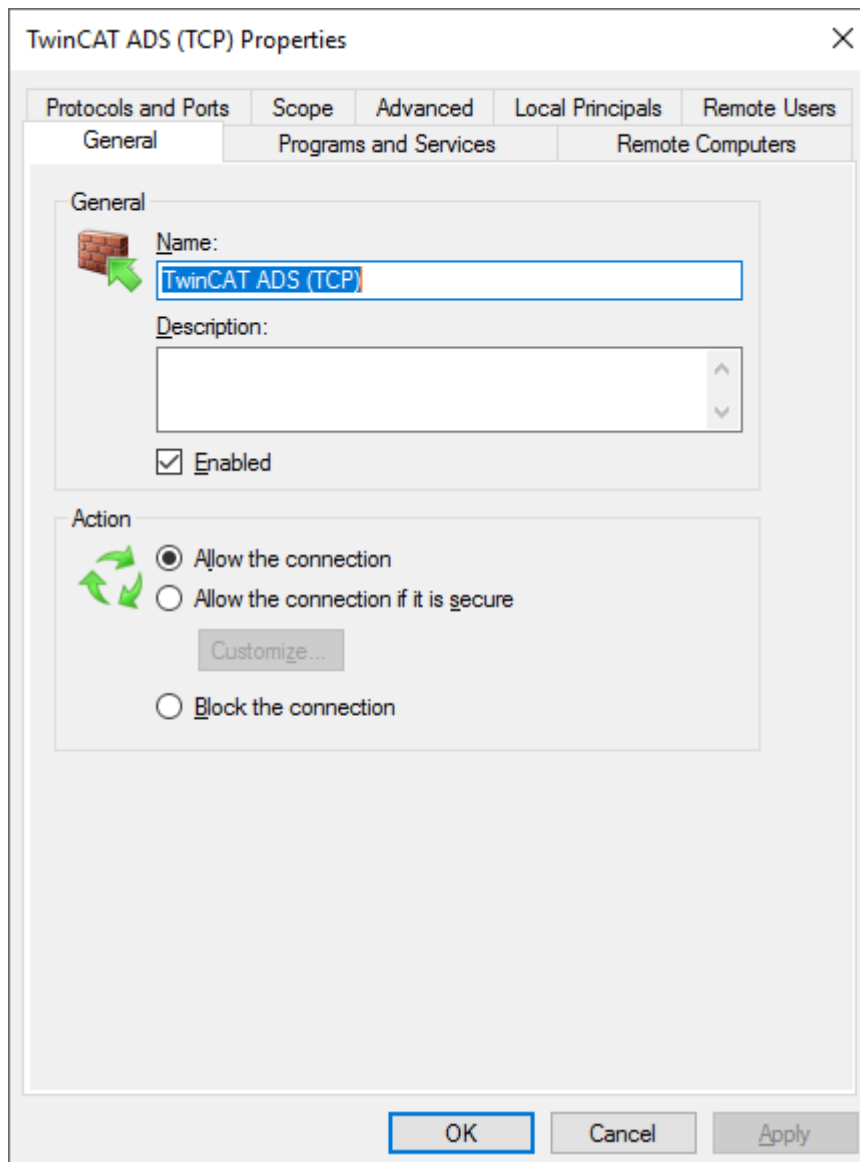 TwinCAT ADS (TCP) Properties
Protocols and Ports Scope Advanced Local Principals Remote Users
General Programs and Services Remote Computers
General
Name:
TwinCAT ADS (TCP)
Description:
Enabled
Action
Allow the connection
Allow the connection if it is secure
Customize...
Block the connection
OK Cancel Apply